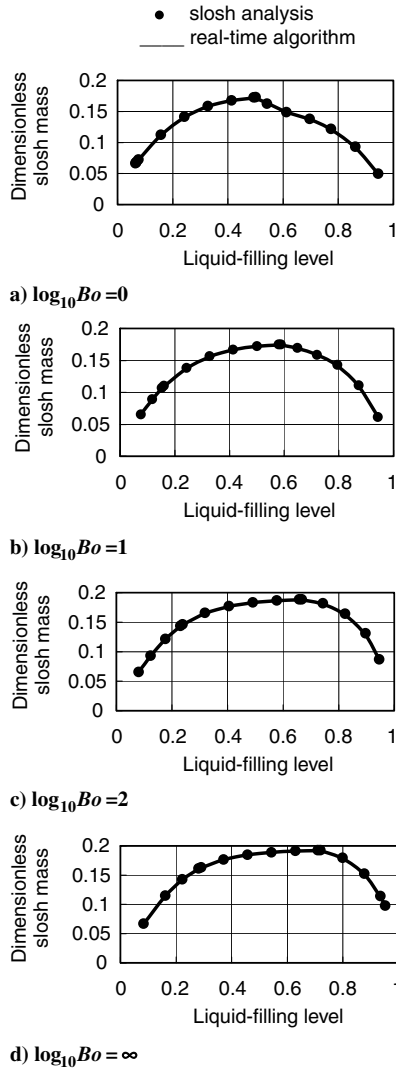 ● slosh analysis
____ real-time algorithm
Dimensionless
slosh mass
0.2
0.15
0.1
0.05
0
0 0.2 0.4 0.6 0.8 1
Liquid-filling level
a) log₁₀Bo =0
Dimensionless
slosh mass
0.2
0.15
0.1
0.05
0
0 0.2 0.4 0.6 0.8 1
Liquid-filling level
b) log₁₀Bo =1
Dimensionless
slosh mass
0.2
0.15
0.1
0.05
0
0 0.2 0.4 0.6 0.8 1
Liquid-filling level
c) log₁₀Bo =2
Dimensionless
slosh mass
0.2
0.15
0.1
0.05
0
0 0.2 0.4 0.6 0.8 1
Liquid-filling level
d) log₁₀Bo = ∞